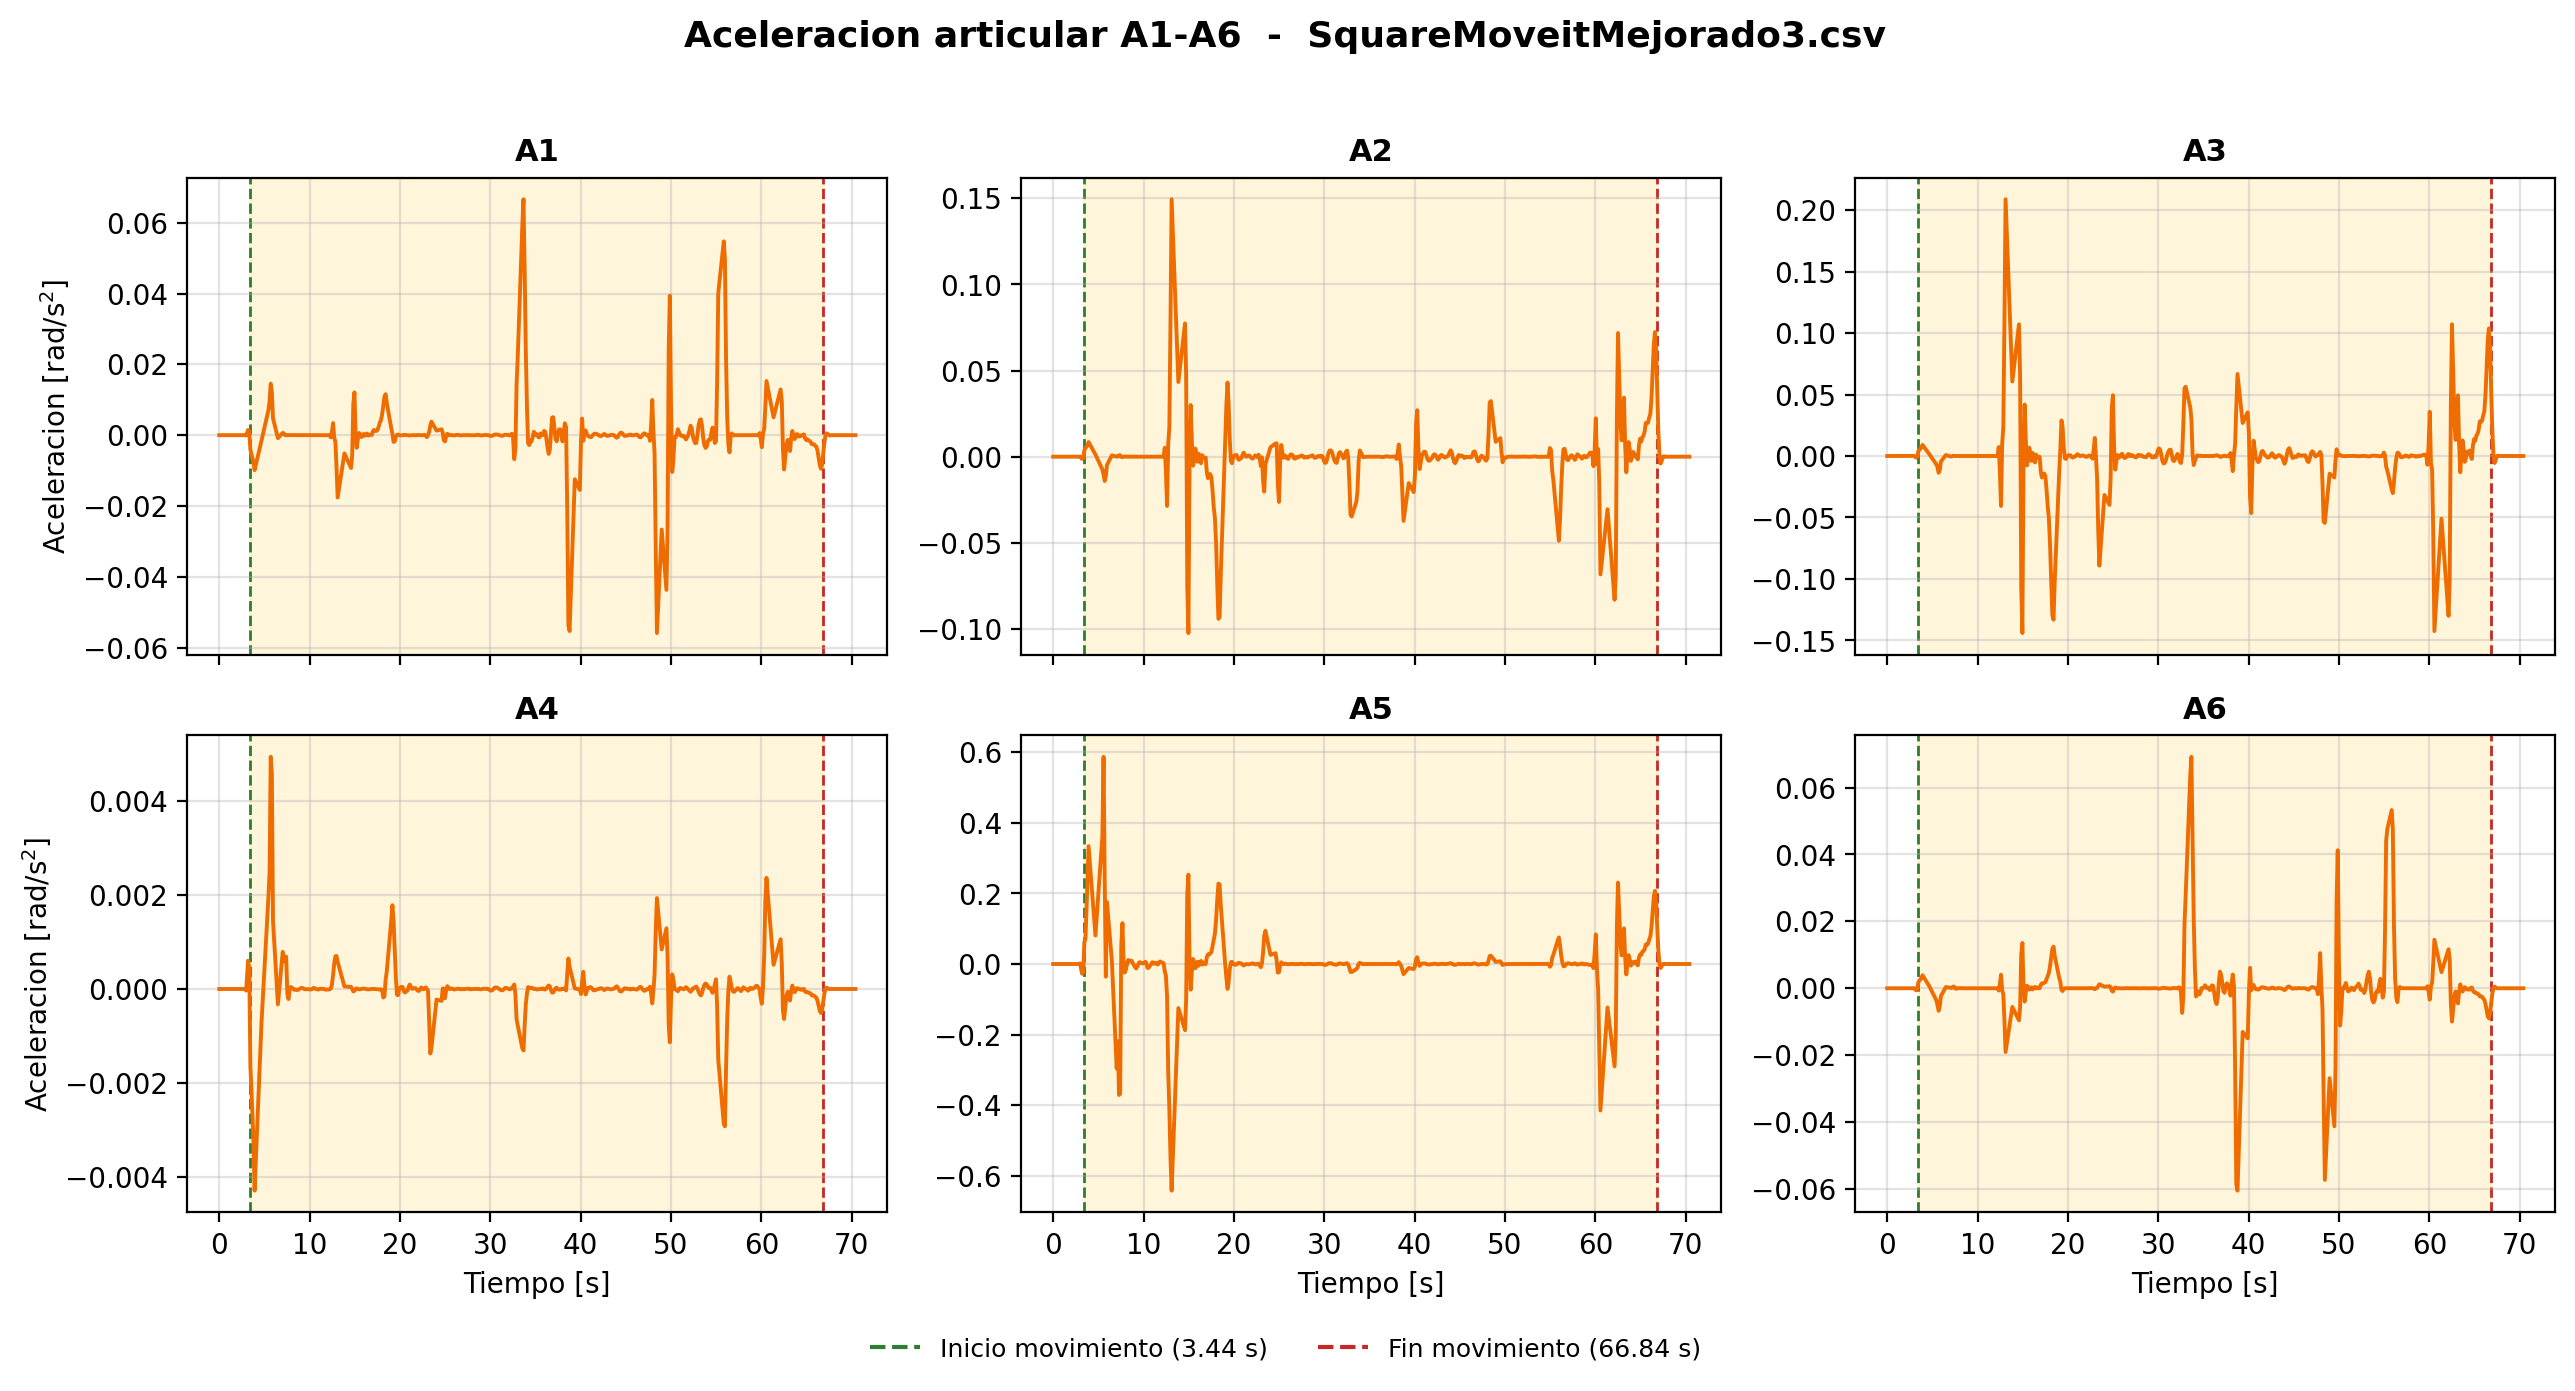 Aceleracion articular A1-A6 - SquareMoveitMejorado3.csv
A1
A2
A3
Aceleracion [rad/s²]
0.06
0.04
0.02
0.00
−0.02
−0.04
−0.06
0.15
0.10
0.05
0.00
−0.05
−0.10
0.20
0.15
0.10
0.05
0.00
−0.05
−0.10
−0.15
A4
A5
A6
Aceleracion [rad/s²]
0.004
0.002
0.000
−0.002
−0.004
0.6
0.4
0.2
0.0
−0.2
−0.4
−0.6
0.06
0.04
0.02
0.00
−0.02
−0.04
−0.06
0 10 20 30 40 50 60 70
0 10 20 30 40 50 60 70
0 10 20 30 40 50 60 70
Tiempo [s]
Tiempo [s]
Tiempo [s]
Inicio movimiento (3.44 s)
Fin movimiento (66.84 s)